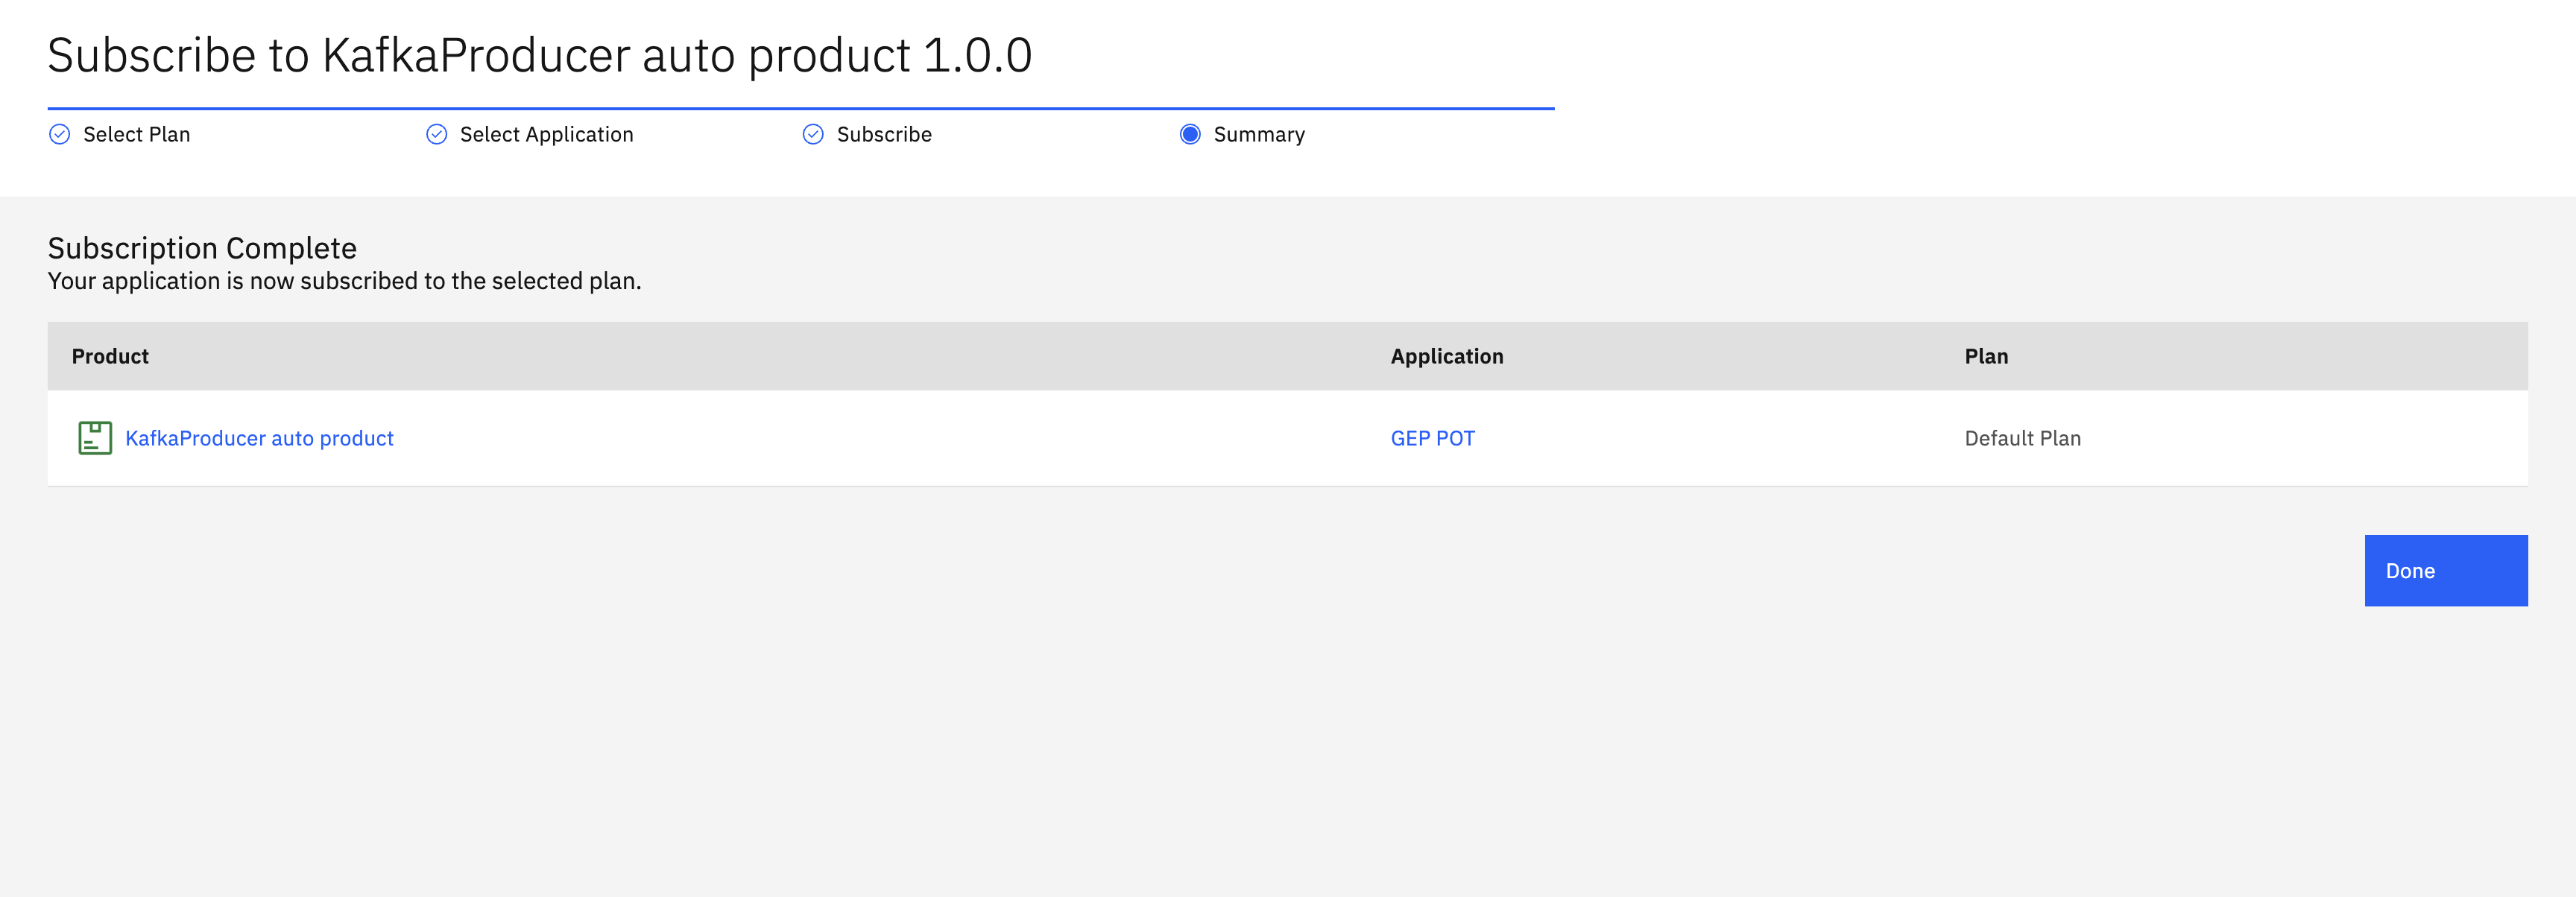 Subscribe to KafkaProducer auto product 1.0.0
Select Plan
Select Application
Subscribe
Summary
Subscription Complete
Your application is now subscribed to the selected plan.
Product Application Plan
KafkaProducer auto product GEP POT Default Plan
Done